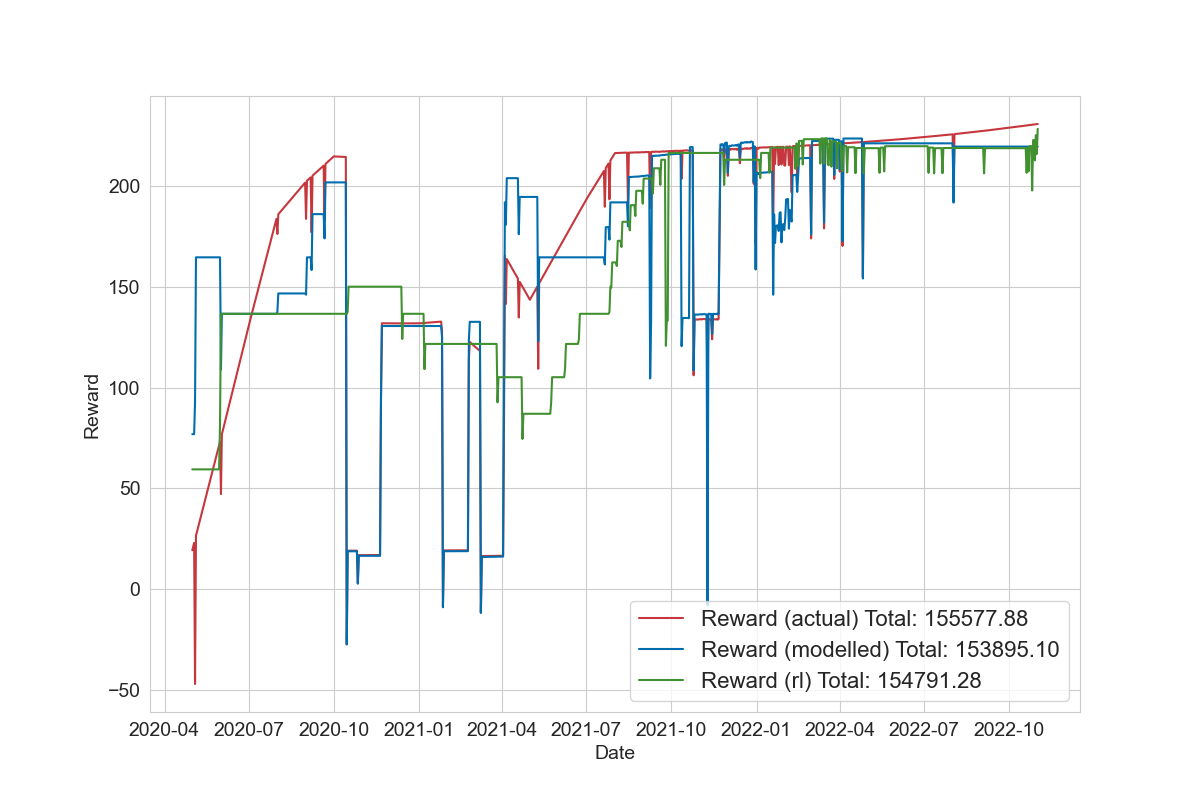 200
150
100
50
0
−50
Reward
Reward (actual) Total: 155577.88
Reward (modelled) Total: 153895.10
Reward (rl) Total: 154791.28
2020-04 2020-07 2020-10 2021-01 2021-04 2021-07 2021-10 2022-01 2022-04 2022-07 2022-10
Date